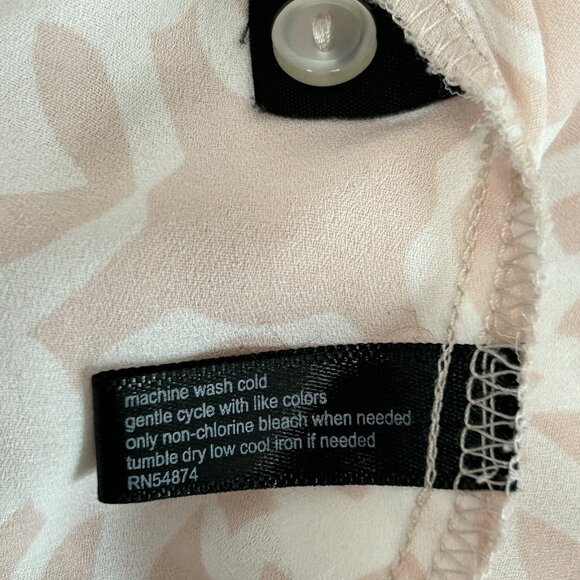 machine wash cold
gentle cycle with like colors
only non-chlorine bleach when needed
tumble dry low cool iron if needed
RN54874